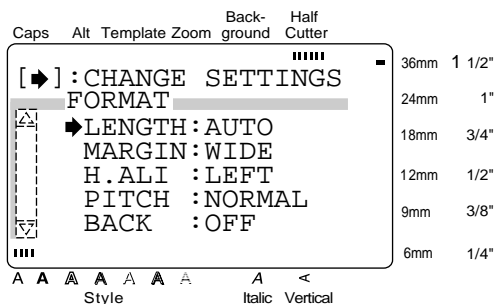 Back- Half
Caps Alt Template Zoom ground Cutter
[➡]:CHANGE SETTINGS
FORMAT
➡LENGTH:AUTO
MARGIN:WIDE
H.ALI :LEFT
PITCH :NORMAL
BACK :OFF
36mm 1 1/2"
24mm 1"
18mm 3/4"
12mm 1/2"
9mm 3/8"
6mm 1/4"
A A A A A A A A A
Style Italic Vertical